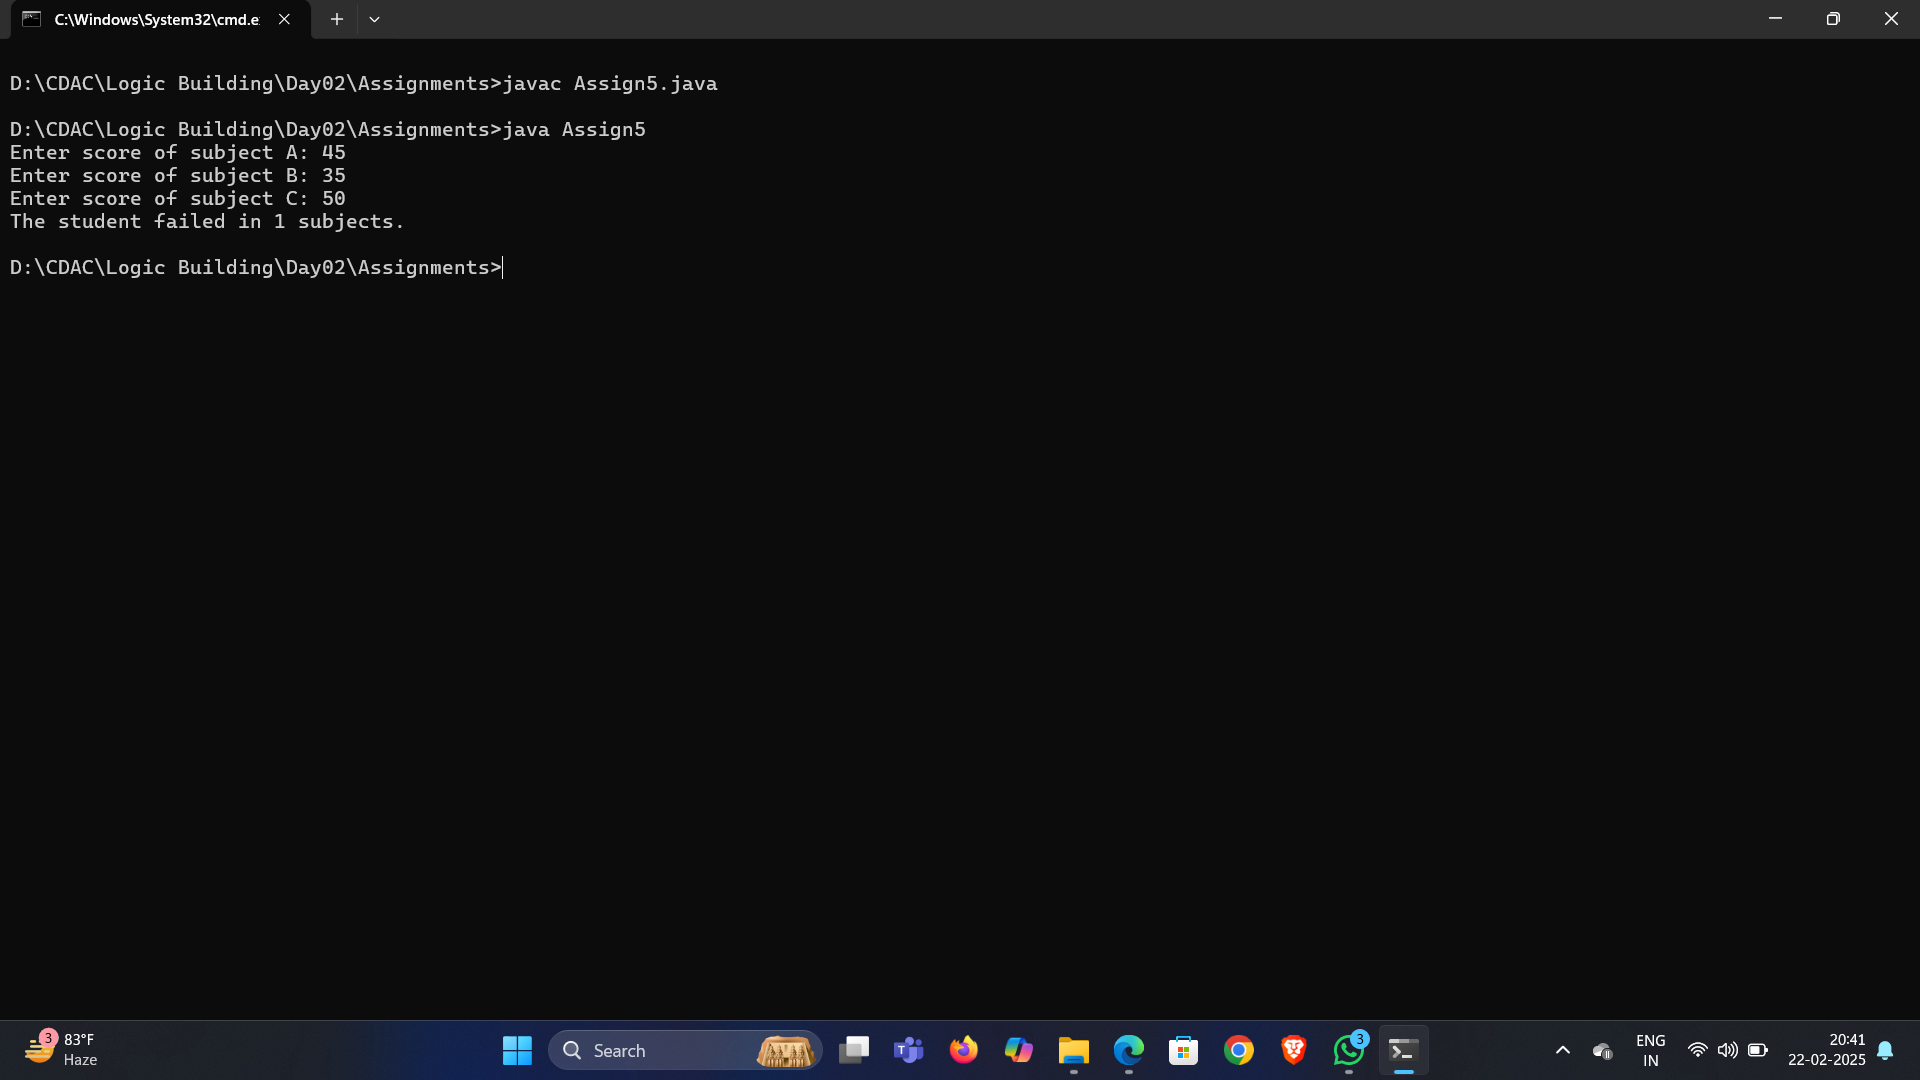 C:\Windows\System32\cmd.e
D:\CDAC\Logic Building\Day02\Assignments>javac Assign5.java
D:\CDAC\Logic Building\Day02\Assignments>java Assign5
Enter score of subject A: 45
Enter score of subject B: 35
Enter score of subject C: 50
The student failed in 1 subjects.
D:\CDAC\Logic Building\Day02\Assignments>
3
83°F
Haze
Search
3
ENG
IN
20:41
22-02-2025